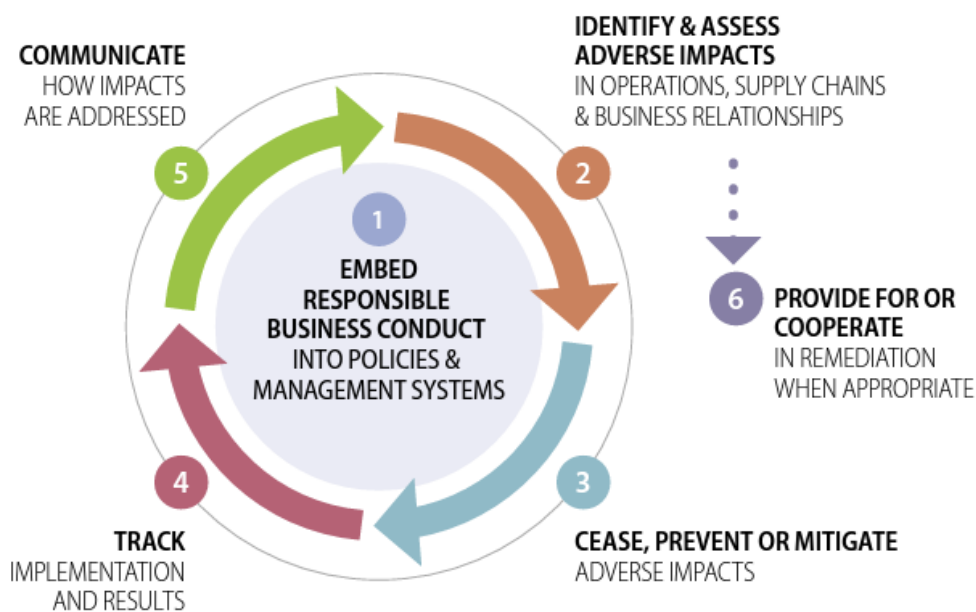 1
EMBED
RESPONSIBLE
BUSINESS CONDUCT
INTO POLICIES &
MANAGEMENT SYSTEMS
2
IDENTIFY & ASSESS
ADVERSE IMPACTS
IN OPERATIONS, SUPPLY CHAINS
& BUSINESS RELATIONSHIPS
3
CEASE, PREVENT OR MITIGATE
ADVERSE IMPACTS
4
TRACK
IMPLEMENTATION
AND RESULTS
5
COMMUNICATE
HOW IMPACTS
ARE ADDRESSED
6
PROVIDE FOR OR
COOPERATE
IN REMEDIATION
WHEN APPROPRIATE